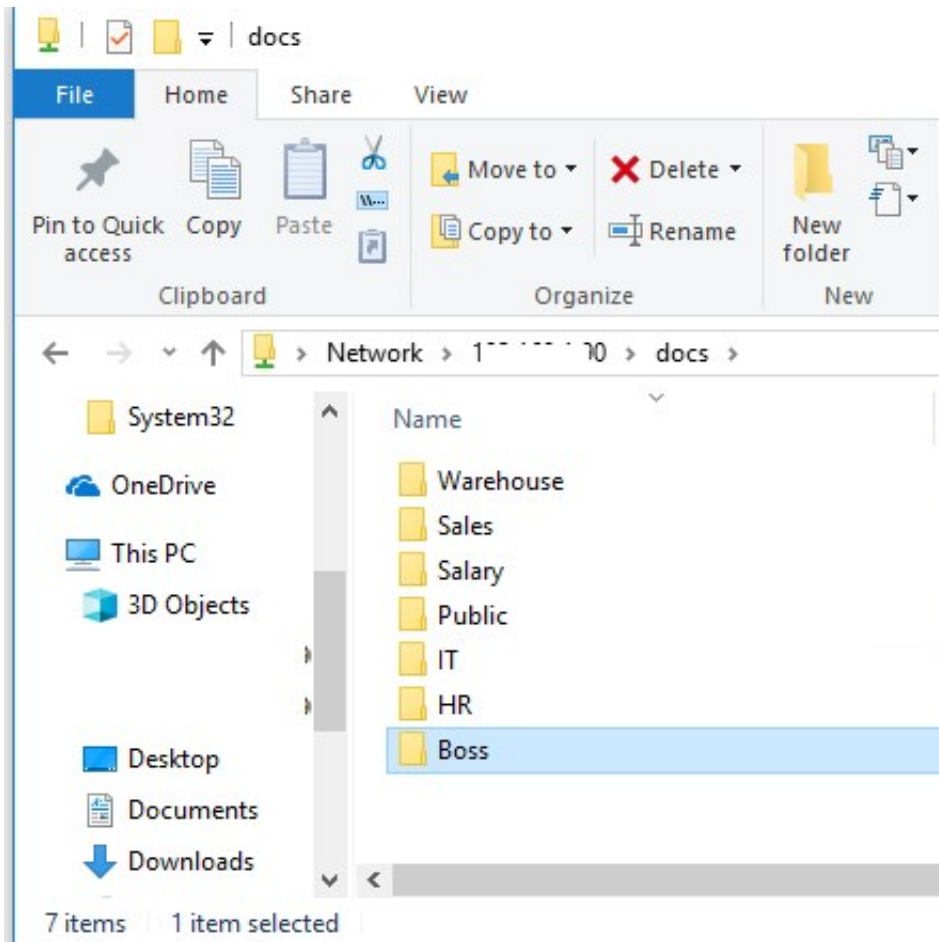 docs
File Home Share View
Pin to Quick access
Copy
Paste
Move to
Copy to
Delete
Rename
New folder
Clipboard Organize New
Network > docs >
System32
OneDrive
This PC
3D Objects
Desktop
Documents
Downloads
Name
Warehouse
Sales
Salary
Public
IT
HR
Boss
7 items 1 item selected